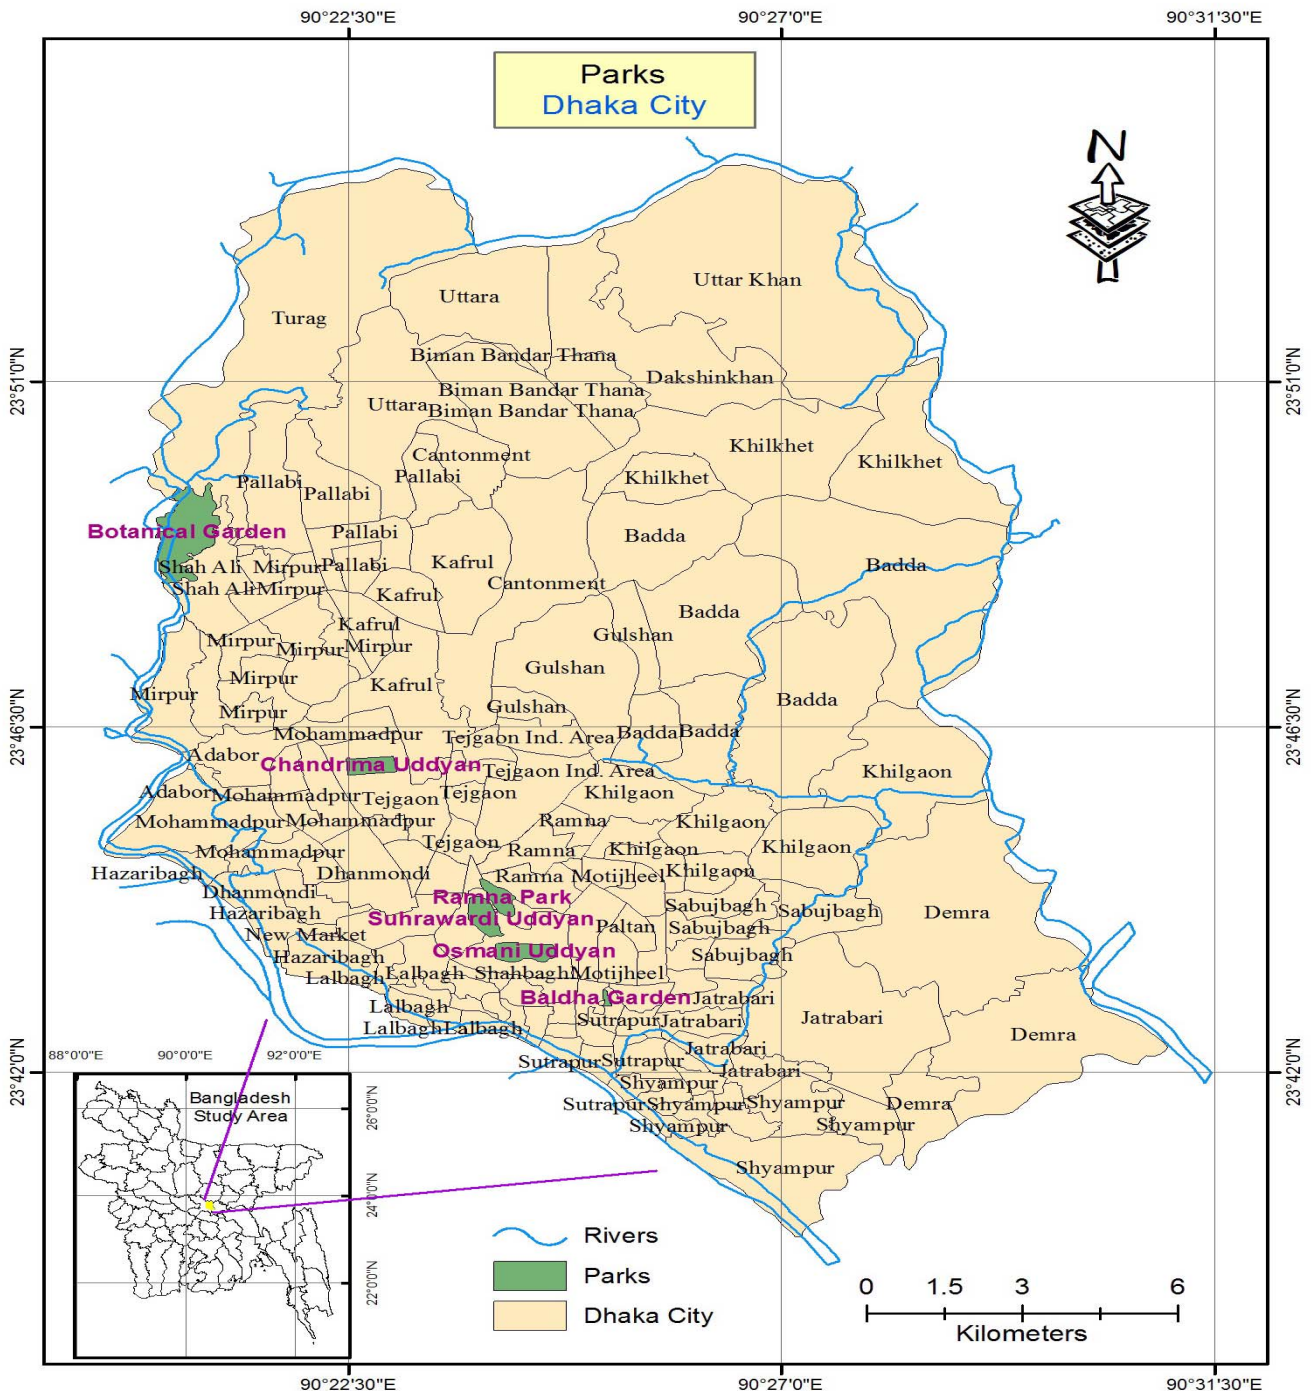 90°22'30"E 90°27'0"E 90°31'30"E
Parks
Dhaka City
N
Uttar Khan
Uttara
Turag
Biman Bandar Thana
23°51'0"N 23°51'0"N
Dakshinkhan
Biman Bandar Thana
Uttara
Biman Bandar Thana
Khilkhet
Cantonment
Khilkhet
Pallabi
Khilkhet
Pallabi
Pallabi
Botanical Garden
Pallabi
Badda
Shah Ali
Mirpur
Pallabi
Kafrul
Badda
Cantonment
Shah Ali
Mirpur
Kafrul
Badda
Kafrul
Gulshan
Mirpur
Mirpur
Mirpur
Gulshan
Mirpur
Kafrul
Mirpur
Badda
Mirpur
Gulshan
23°46'30"N 23°46'30"N
Mohammadpur
Tejgaon Ind. Area
Badda
Badda
Adabor
Chandrima Uddyan
Tejgaon Ind. Area
Khilgaon
Adabor
Mohammadpur
Tejgaon
Tejgaon
Khilgaon
Mohammadpur
Mohammadpur
Ramna
Khilgaon
Tejgaon
Mohammadpur
Ramna
Khilgaon
Khilgaon
Hazaribagh
Dhanmondi
Ramna
Motijheel
Khilgaon
Dhanmondi
Ramna Park
Sabujbagh
Hazaribagh
Suhrawardi Uddyan
Sabujbagh
Demra
New Market
Paltan
Sabujbagh
Hazaribagh
Osmani Uddyan
Sabujbagh
Lalbagh
Lalbagh
Shahbagh
Motijheel
Baldha Garden
Jatrabari
Lalbagh
Sutrapur
Jatrabari
Jatrabari
Lalbagh
Lalbagh
Demra
Jatrabari
Sutrapur
Sutrapur
Jatrabari
23°42'0"N 23°42'0"N
Shyampur
Sutrapur
Shyampur
Shyampur
Demra
Shyampur
Shyampur
Shyampur
88°0'0"E 90°0'0"E 92°0'0"E
Bangladesh
Study Area
26°0'0"N
24°0'0"N
22°0'0"N
Rivers
Parks
Dhaka City
0 1.5 3 6
Kilometers
90°22'30"E 90°27'0"E 90°31'30"E